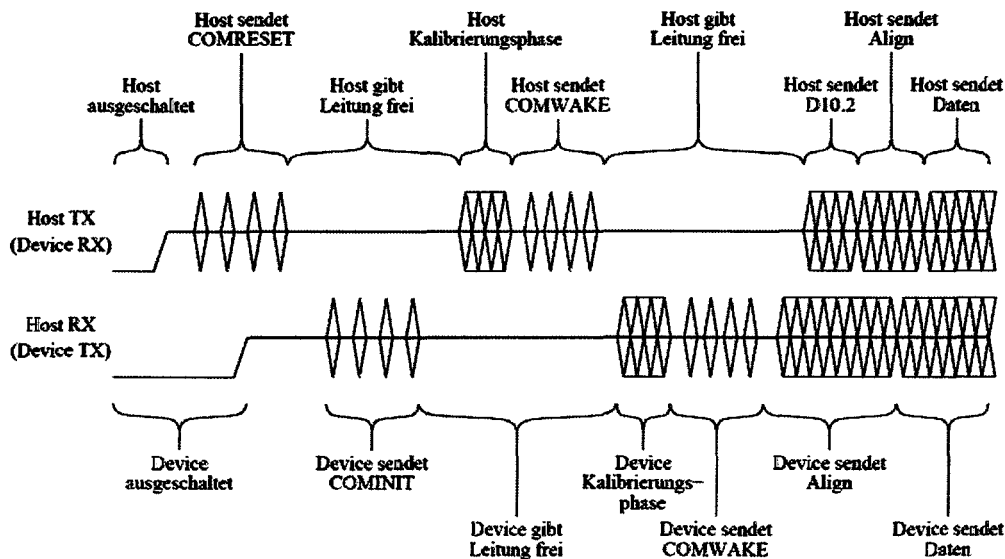 Host sendet
COMRESET
Host
Kalibrierungsphase
Host gibt
Leitung frei
Host sendet
Align
Host
ausgeschaltet
Host gibt
Leitung frei
Host sendet
COMWAKE
Host sendet
D10.2
Host sendet
Daten
Host TX
(Device RX)
Host RX
(Device TX)
Device
ausgeschaltet
Device sendet
COMINIT
Device
Kalibrierungs-
phase
Device sendet
Align
Device gibt
Leitung frei
Device sendet
COMWAKE
Device sendet
Daten